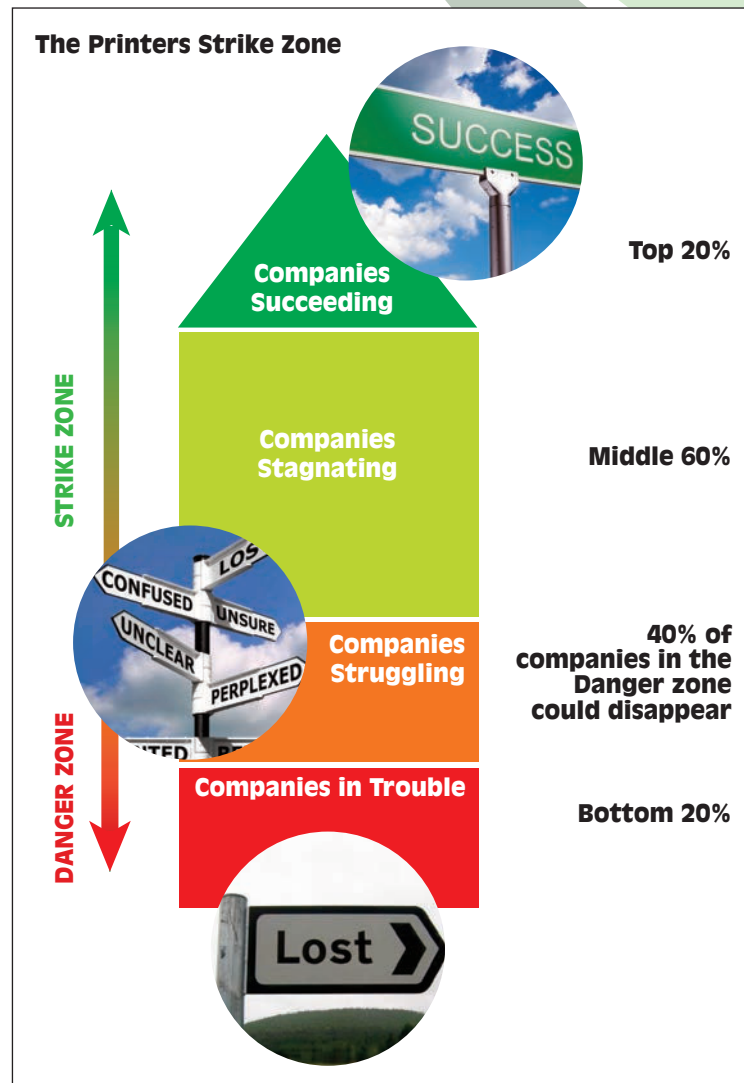 The Printers Strike Zone
SUCCESS
Top 20%
Companies
Succeeding
STRIKE ZONE
Companies
Stagnating
Middle 60%
LOS
CONFUSED
UNSURE
UNCLEAR
PERPLEXED
Companies
Struggling
40% of
companies in the
Danger zone
could disappear
DANGER ZONE
Companies in Trouble
Bottom 20%
Lost